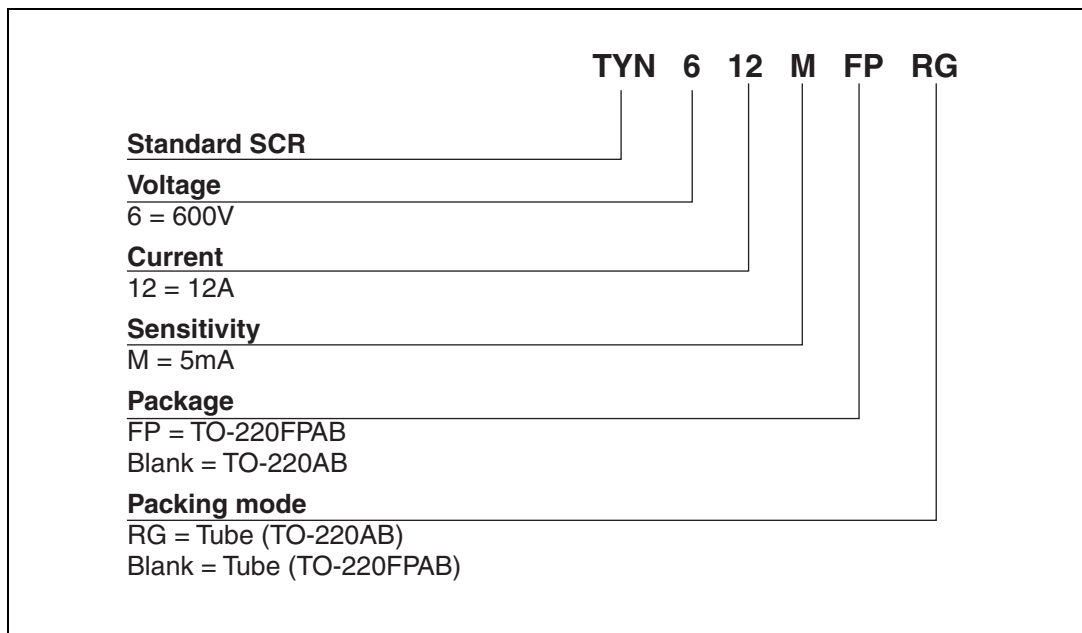 TYN 6 12 M FP RG
Standard SCR
Voltage
6 = 600V
Current
12 = 12A
Sensitivity
M = 5mA
Package
FP = TO-220FPAB
Blank = TO-220AB
Packing mode
RG = Tube (TO-220AB)
Blank = Tube (TO-220FPAB)